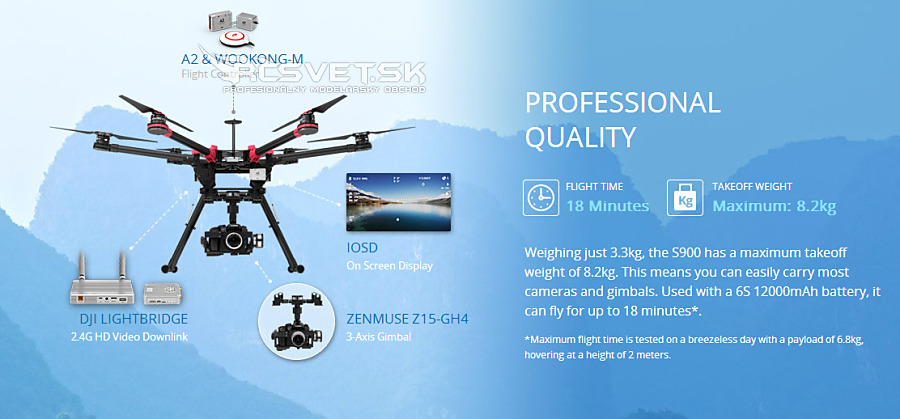 A2 & WOOKONG-M
Flight Controller
RCSVET.SK
PROFESIONÁLNY MODELÁRSKY OBCHOD
IOSD
On Screen Display
DJI LIGHTBRIDGE
2.4G HD Video Downlink
ZENMUSE Z15-GH4
3-Axis Gimbal
PROFESSIONAL
QUALITY
FLIGHT TIME
18 Minutes
Kg
TAKEOFF WEIGHT
Maximum: 8.2kg
Weighing just 3.3kg, the S900 has a maximum takeoff
weight of 8.2kg. This means you can easily carry most
cameras and gimbals. Used with a 6S 12000mAh battery, it
can fly for up to 18 minutes*.
*Maximum flight time is tested on a breezeless day with a payload of 6.8kg,
hovering at a height of 2 meters.